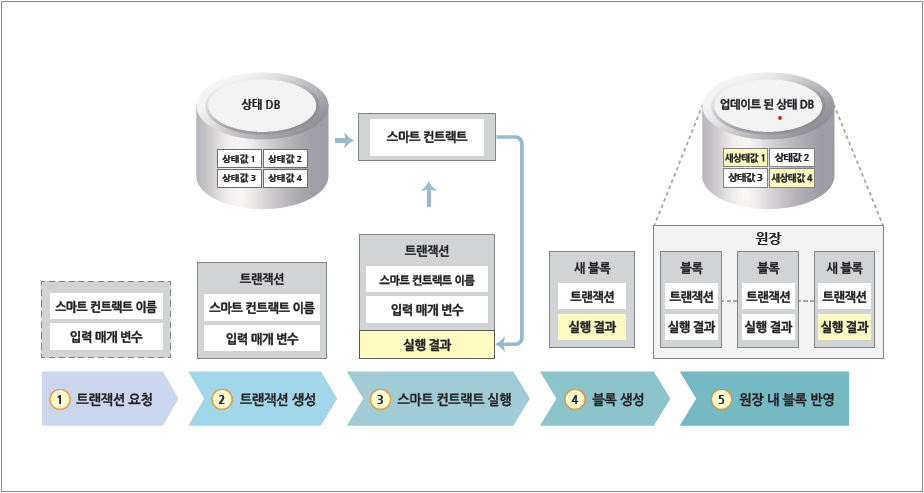 상태 DB
상태값 1
상태값 2
상태값 3
상태값 4
스마트 컨트랙트
업데이트 된 상태 DB
새상태값 1
상태값 2
상태값 3
새상태값 4
스마트 컨트랙트 이름
입력 매개 변수
트랜잭션
스마트 컨트랙트 이름
입력 매개 변수
트랜잭션
스마트 컨트랙트 이름
입력 매개 변수
실행 결과
새 블록
트랜잭션
실행 결과
원장
블록
트랜잭션
실행 결과
블록
트랜잭션
실행 결과
새 블록
트랜잭션
실행 결과
1 트랜잭션 요청
2 트랜잭션 생성
3 스마트 컨트랙트 실행
4 블록 생성
5 원장 내 블록 반영